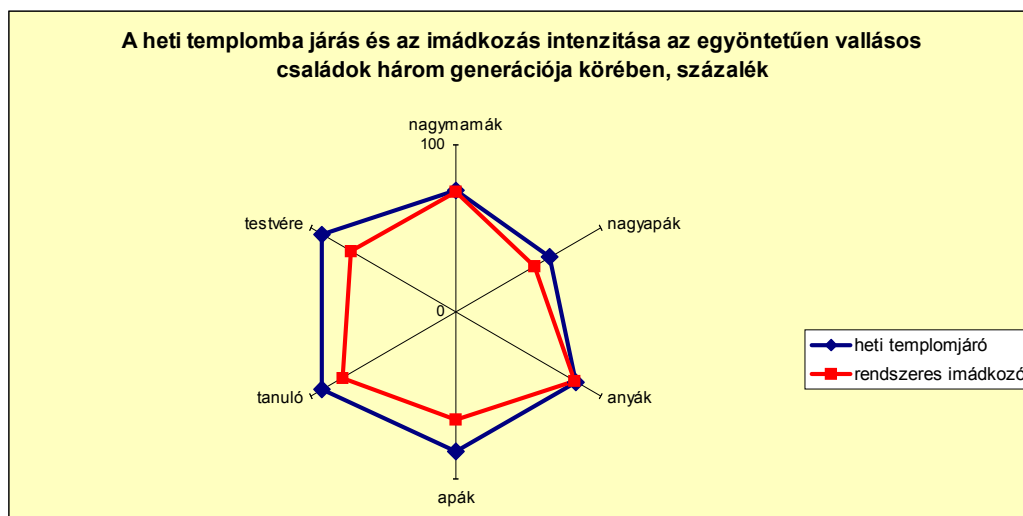 A heti templomba járás és az imádkozás intenzitása az egyöntetűen vallásos
családok három generációja körében, százalék
nagymamák
100
testvére
nagyapák
0
heti templomjáró
rendszeres imádkozó
tanuló
anyák
apák